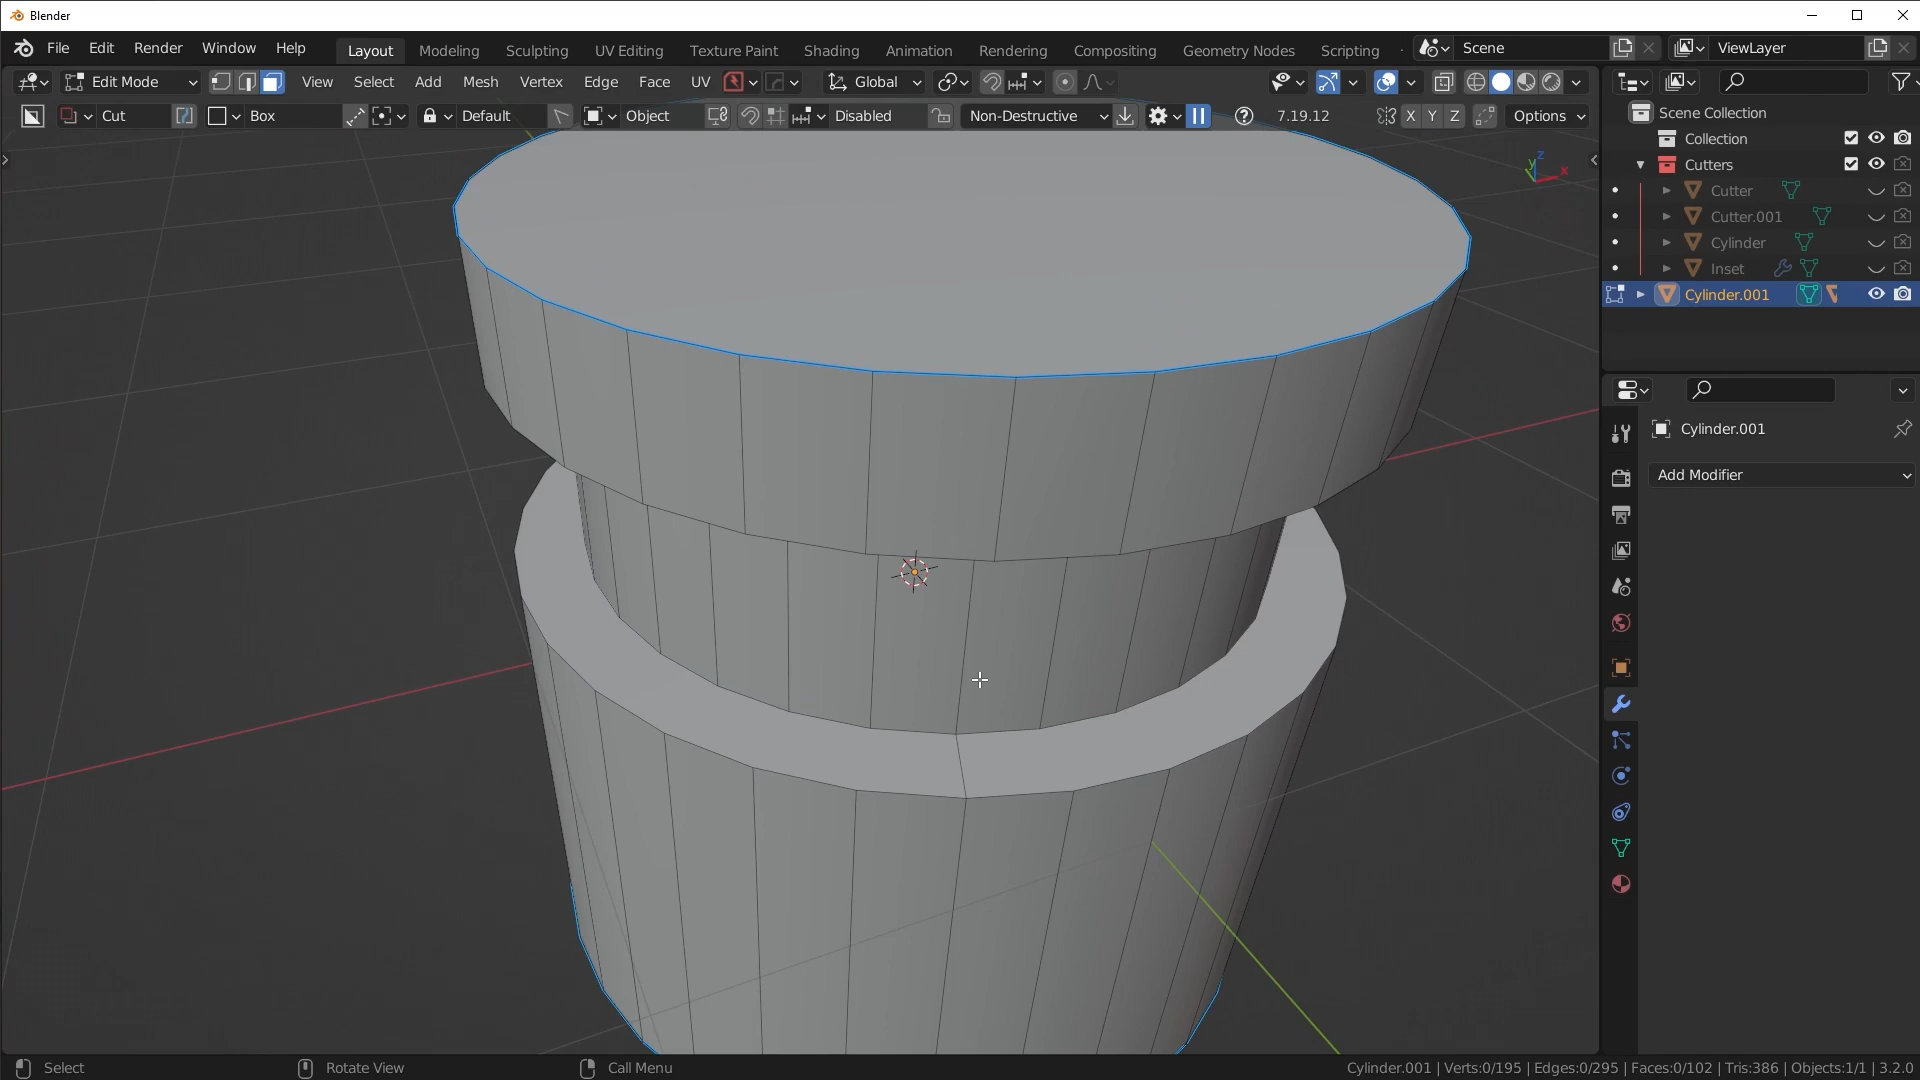 Blender
File Edit Render Window Help Layout Modeling Sculpting UV Editing Texture Paint Shading Animation Rendering Compositing Geometry Nodes Scripting Scene ViewLayer
Edit Mode View Select Add Mesh Vertex Edge Face UV Global
Cut Box Default Object Disabled Non-Destructive 7.19.12 X Y Z Options
Scene Collection
Collection
Cutters
Cutter
Cutter.001
Cylinder
Inset
Cylinder.001
z
y
x
Cylinder.001
Add Modifier
Select Rotate View Call Menu Cylinder.001 | Verts:0/195 | Edges:0/295 | Faces:0/102 | Tris:386 | Objects:1/1 | 3.2.0